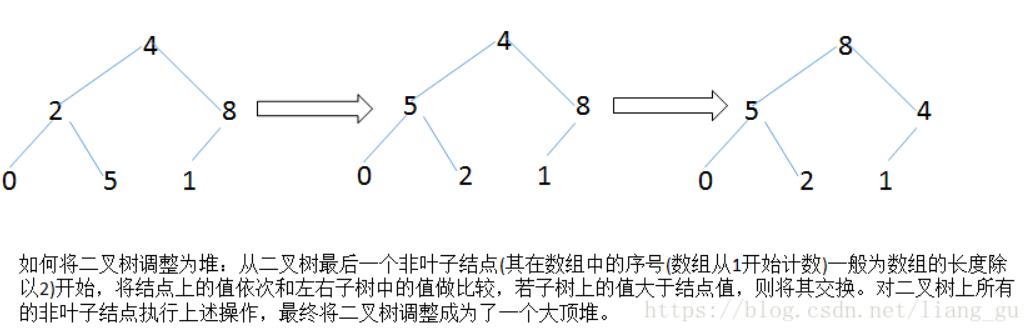 4 4 8
2 8 5 8 5 4
0 5 1 0 2 1 0 2 1
如何将二叉树调整为堆：从二叉树最后一个非叶子结点(其在数组中的序号(数组从1开始计数)一般为数组的长度除
以2)开始，将结点上的值依次和左右子树中的值做比较，若子树上的值大于结点值，则将其交换。对二叉树上所有
的非叶子结点执行上述操作，最终将二叉树调整成为了一个大顶堆。
https://blog.csdn.net/liang_gu